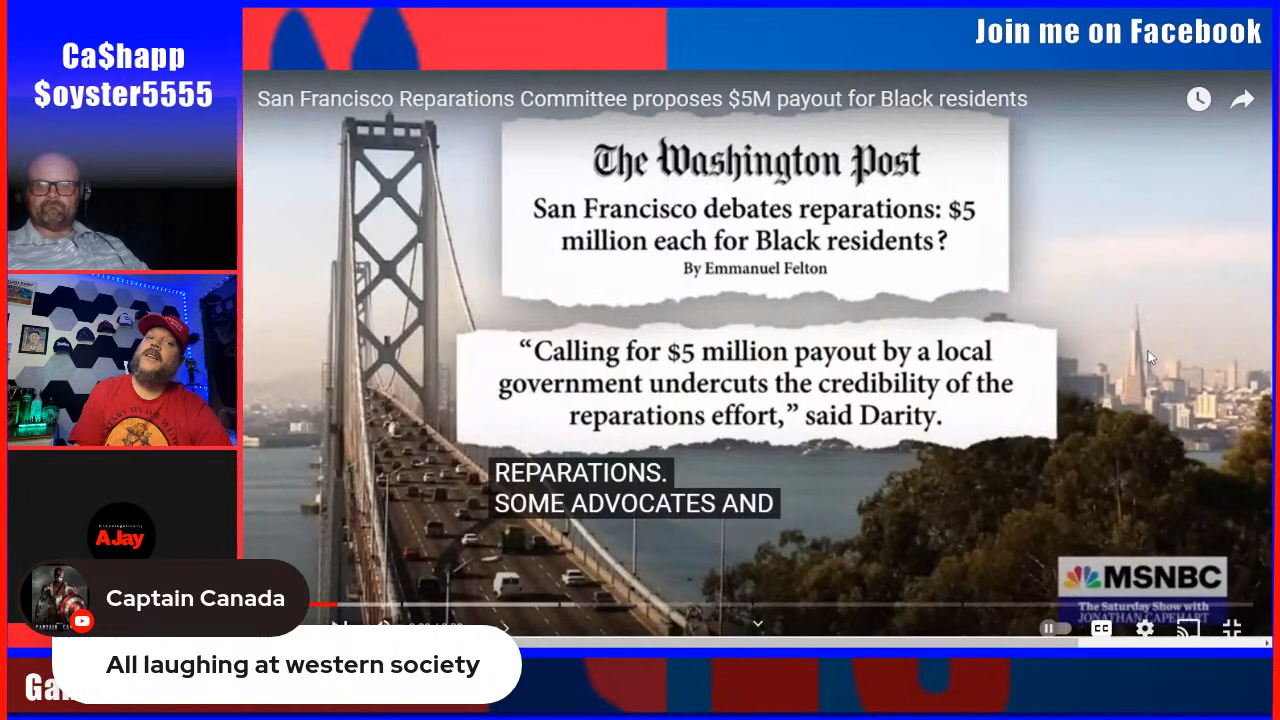 Ca$happ
$oyster5555
Join me on Facebook
San Francisco Reparations Committee proposes $5M payout for Black residents
The Washington Post
San Francisco debates reparations: $5
million each for Black residents?
By Emmanuel Felton
“Calling for $5 million payout by a local
government undercuts the credibility of the
reparations effort,” said Darity.
REPARATIONS.
SOME ADVOCATES AND
MSNBC
The Saturday Show with
JONATHAN CAPEHART
CC
AJay
Captain Canada
All laughing at western society